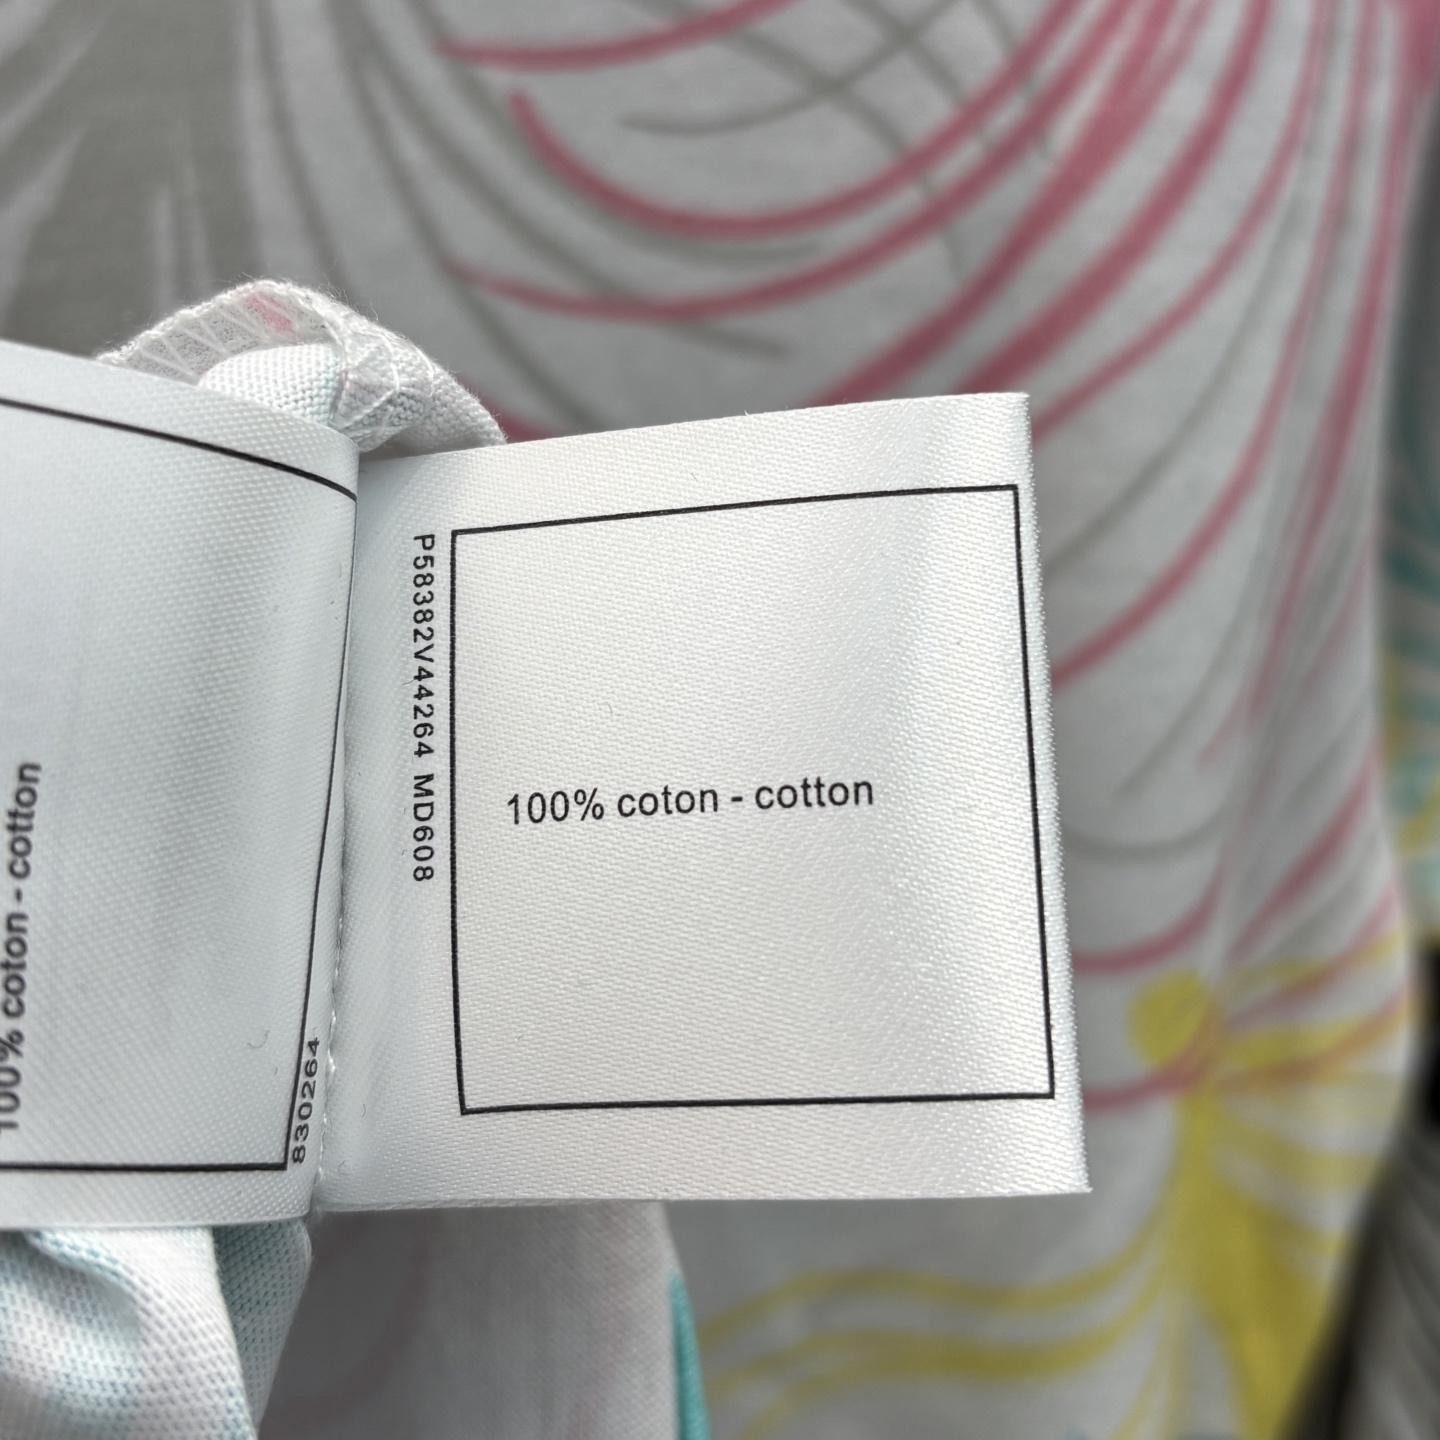 100% coton - cotton
830264
P58382V44264 MD608
100% coton - cotton